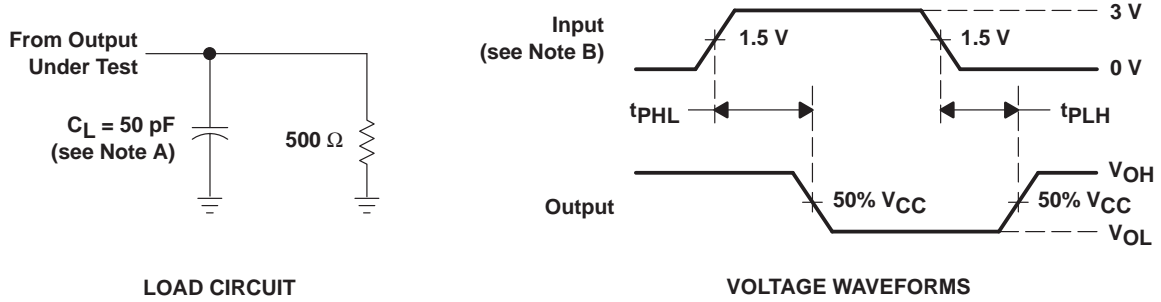 From Output
Under Test
CL = 50 pF
(see Note A)
500 Ω
LOAD CIRCUIT
Input
(see Note B)
1.5 V
1.5 V
3 V
0 V
tPHL
tPLH
Output
50% VCC
50% VCC
VOH
VOL
VOLTAGE WAVEFORMS